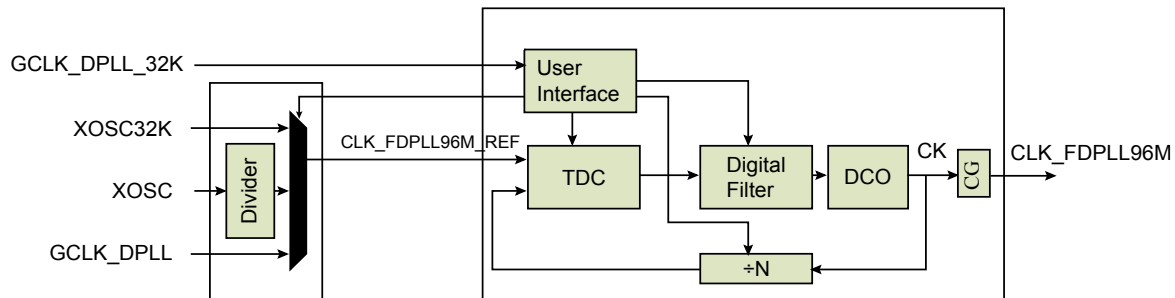 GCLK_DPLL_32K
User
Interface
XOSC32K
CLK_FDPLL96M_REF
CK
CLK_FDPLL96M
XOSC
Divider
TDC
Digital
Filter
DCO
CG
GCLK_DPLL
÷N